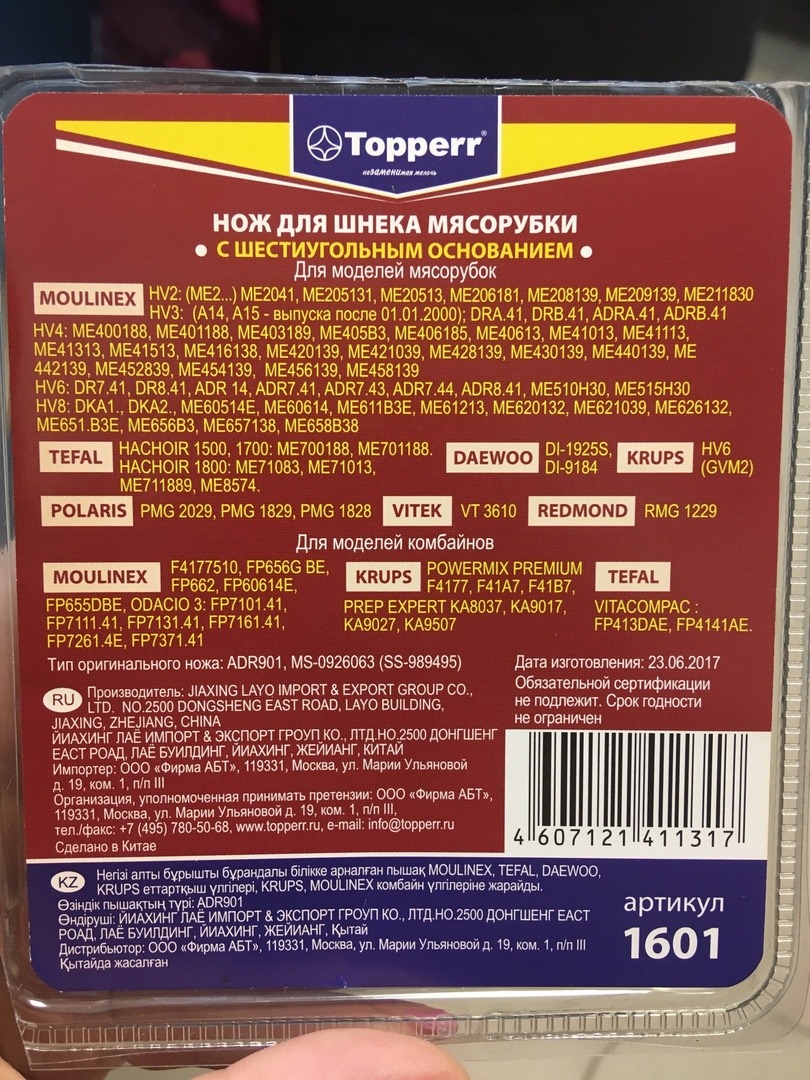 Topperr®
незаменимая мелочь
НОЖ ДЛЯ ШНЕКА МЯСОРУБКИ
• С ШЕСТИУГОЛЬНЫМ ОСНОВАНИЕМ •
Для моделей мясорубок
MOULINEX HV2: (ME2...) ME2041, ME205131, ME20513, ME206181, ME208139, ME209139, ME211830
HV3: (A14, A15 - выпуска после 01.01.2000); DRA.41, DRB.41, ADRA.41, ADRB.41
HV4: ME400188, ME401188, ME403189, ME405B3, ME406185, ME40613, ME41013, ME41113,
ME41313, ME41513, ME416138, ME420139, ME421039, ME428139, ME430139, ME440139, ME
442139, ME452839, ME454139, ME456139, ME458139
HV6: DR7.41, DR8.41, ADR 14, ADR7.41, ADR7.43, ADR7.44, ADR8.41, ME510H30, ME515H30
HV8: DKA1., DKA2., ME60514E, ME60614, ME611B3E, ME61213, ME620132, ME621039, ME626132,
ME651.B3E, ME656B3, ME657138, ME658B38
TEFAL HACHOIR 1500, 1700: ME700188, ME701188.
HACHOIR 1800: ME71083, ME71013,
ME711889, ME8574.
DAEWOO DI-1925S,
DI-9184
KRUPS HV6
(GVM2)
POLARIS PMG 2029, PMG 1829, PMG 1828 VITEK VT 3610 REDMOND RMG 1229
Для моделей комбайнов
MOULINEX F4177510, FP656G BE,
FP662, FP60614E,
FP655DBE, ODACIO 3: FP7101.41,
FP7111.41, FP7131.41, FP7161.41,
FP7261.4E, FP7371.41
KRUPS POWERMIX PREMIUM
F4177, F41A7, F41B7,
PREP EXPERT KA8037, KA9017,
KA9027, KA9507
TEFAL
VITACOMPAC :
FP413DAE, FP4141AE.
Тип оригинального ножа: ADR901, MS-0926063 (SS-989495)
Дата изготовления: 23.06.2017
Обязательной сертификации
не подлежит. Срок годности
не ограничен
RU Производитель: JIAXING LAYO IMPORT & EXPORT GROUP CO.,
LTD. NO.2500 DONGSHENG EAST ROAD, LAYO BUILDING,
JIAXING, ZHEJIANG, CHINA
ЙИАХИНГ ЛАЁ ИМПОРТ & ЭКСПОРТ ГРОУП КО., ЛТД.НО.2500 ДОНГШЕНГ
ЕАСТ РОАД, ЛАЁ БУИЛДИНГ, ЙИАХИНГ, ЖЕЙИАНГ, КИТАЙ
Импортер: ООО «Фирма АБТ», 119331, Москва, ул. Марии Ульяновой
д. 19, ком. 1, п/п III
Организация, уполномоченная принимать претензии: ООО «Фирма АБТ»,
119331, Москва, ул. Марии Ульяновой д. 19, ком. 1, п/п III,
тел./факс: +7 (495) 780-50-68, www.topperr.ru, e-mail: info@topperr.ru
Сделано в Китае
4 607121 411317
KZ Негізі алты бұрышты бұрандалы білікке арналған пышақ MOULINEX, TEFAL, DAEWOO,
KRUPS еттартқыш үлгілері, KRUPS, MOULINEX комбайн үлгілеріне жарайды.
Өзіндік пышақтың түрі: ADR901
Өндіруші: ЙИАХИНГ ЛАЁ ИМПОРТ & ЭКСПОРТ ГРОУП КО., ЛТД.НО.2500 ДОНГШЕНГ ЕАСТ
РОАД, ЛАЁ БУИЛДИНГ, ЙИАХИНГ, ЖЕЙИАНГ, Қытай
Дистрибьютор: ООО «Фирма АБТ», 119331, Москва, ул. Марии Ульяновой д. 19, ком. 1, п/п III
Қытайда жасалған
артикул
1601